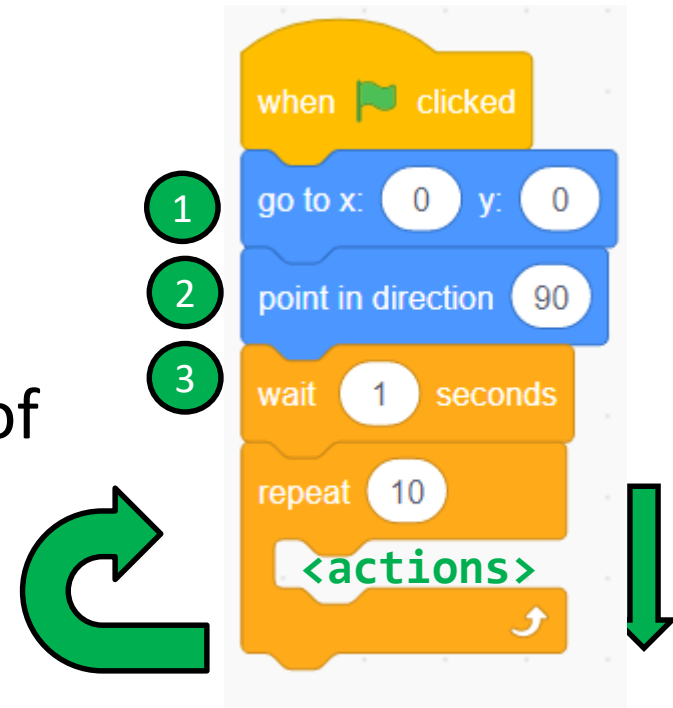 when clicked
1 go to x: 0 y: 0
2 point in direction 90
3 wait 1 seconds
of
repeat 10
<actions>